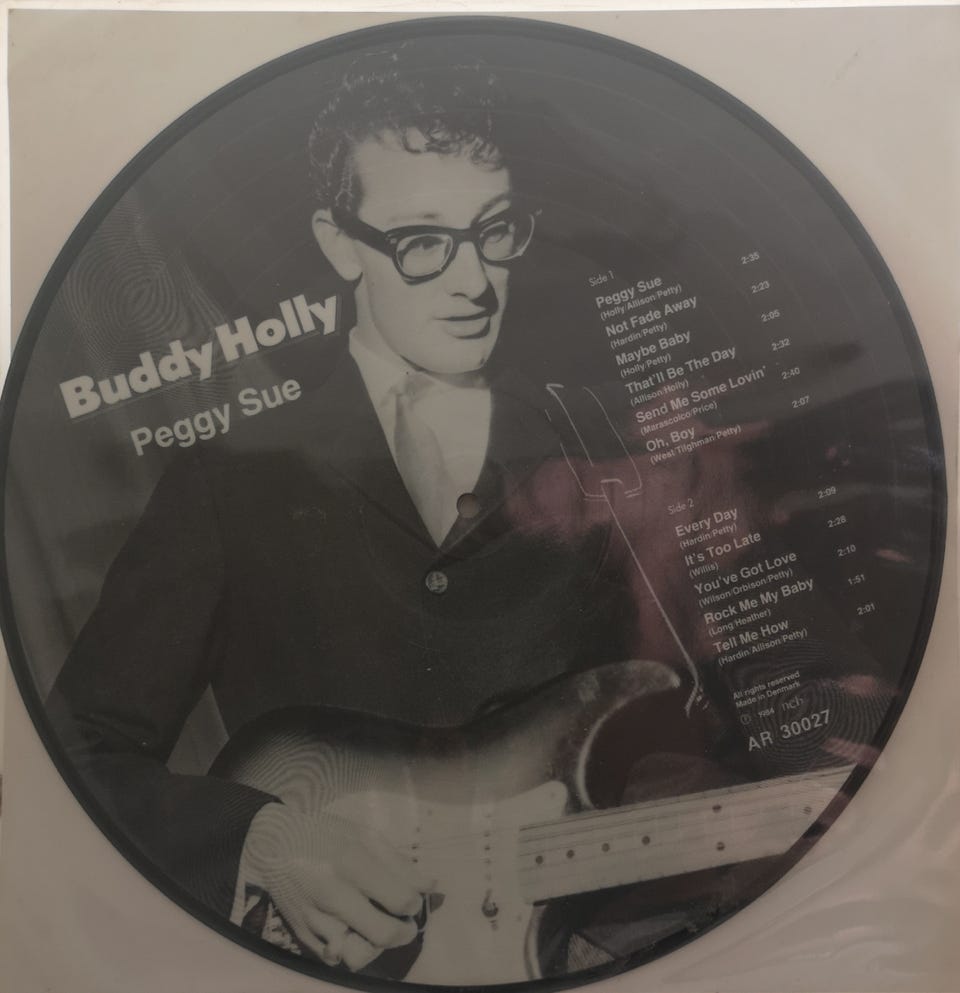 Buddy Holly
Peggy Sue
Side 1
Peggy Sue 2:35
(Holly/Allison/Petty)
Not Fade Away 2:23
(Hardin/Petty)
Maybe Baby 2:05
(Holly/Petty)
That'll Be The Day 2:32
(Allison/Holly)
Send Me Some Lovin' 2:40
(Marascolco/Price)
Oh, Boy 2:07
(West/Tilghman/Petty)
Side 2
Every Day 2:09
(Hardin/Petty)
It's Too Late 2:28
(Willis)
You've Got Love 2:10
(Wilson/Orbison/Petty)
Rock Me My Baby 1:51
(Long/Heather)
Tell Me How 2:01
(Hardin/Allison/Petty)
All rights reserved
Made in Denmark
Ⓟ 1984 nch
AR 30027